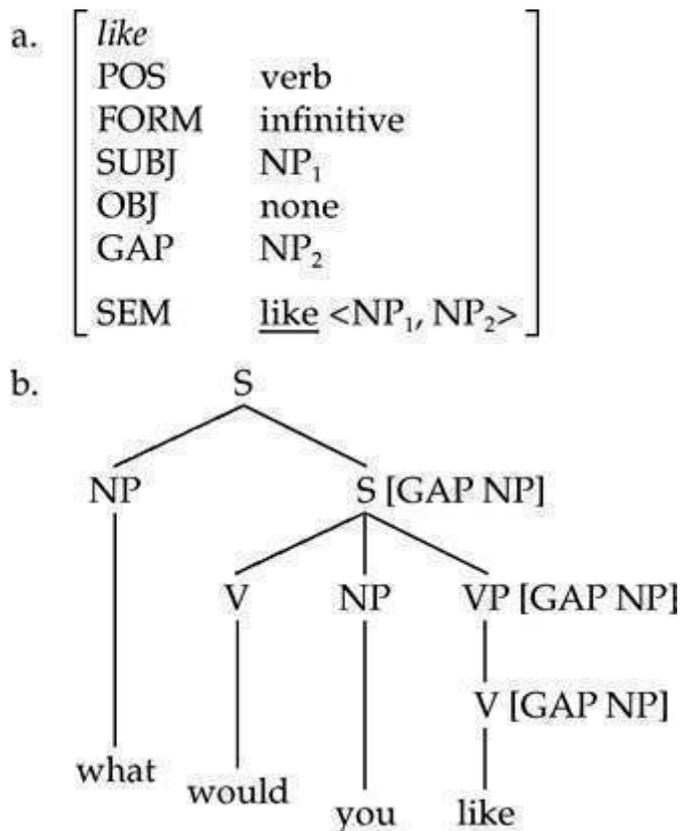 a. like
POS verb
FORM infinitive
SUBJ NP₁
OBJ none
GAP NP₂
SEM like <NP₁, NP₂>
b. S
NP S [GAP NP]
V NP VP [GAP NP]
V [GAP NP]
what would you like